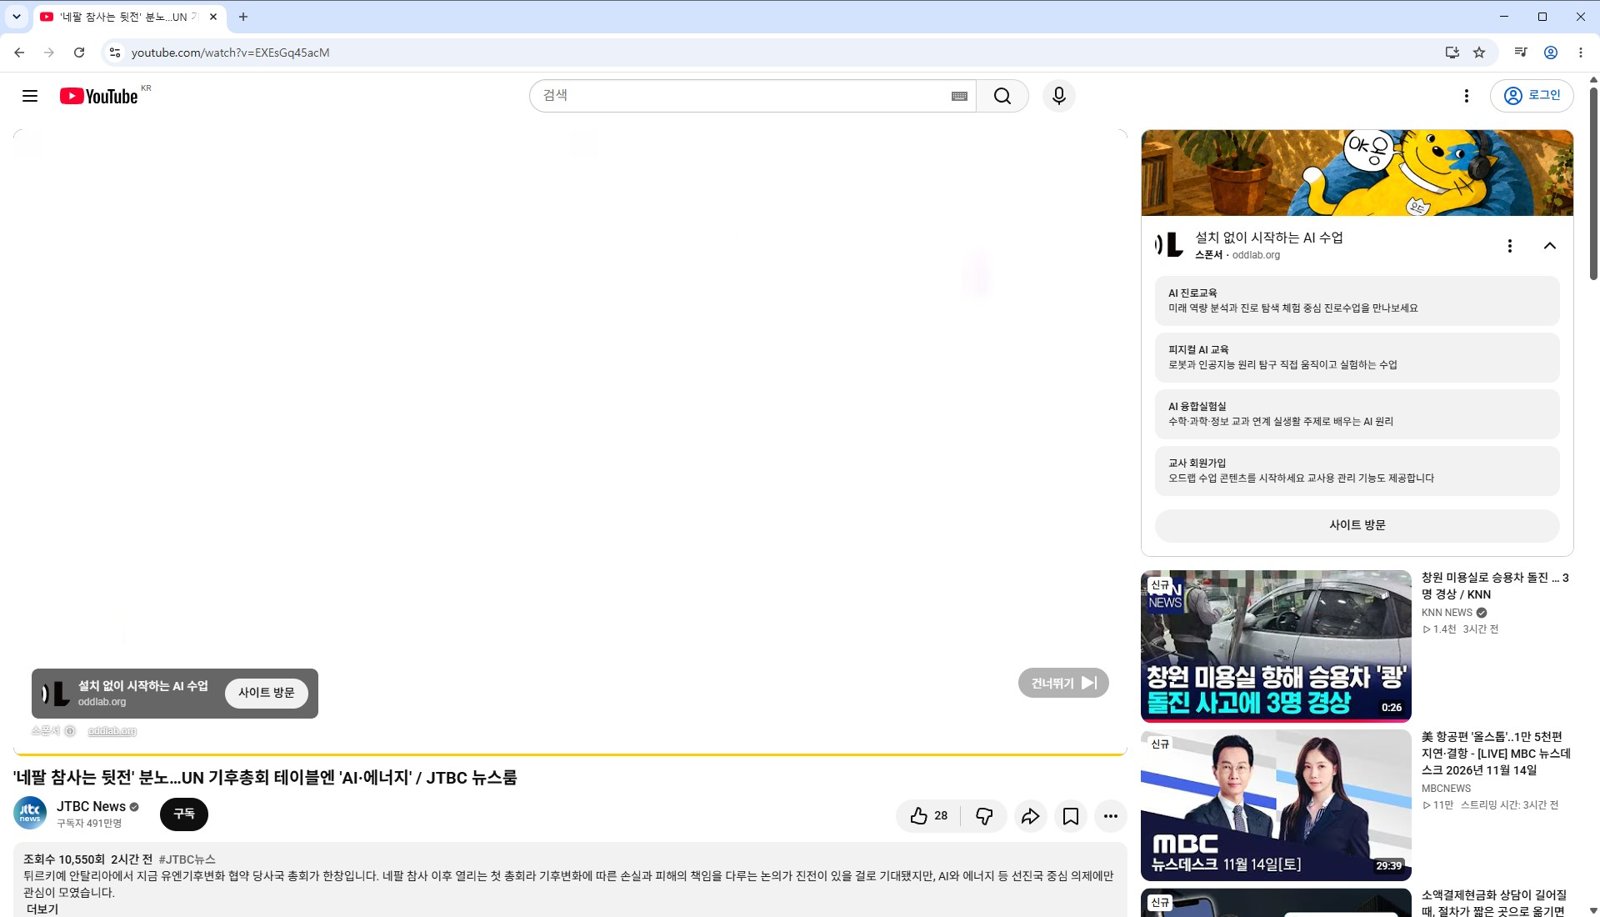 '네팔 참사는 뒷전' 분노…UN 기
youtube.com/watch?v=EXEsGq45acM
YouTube KR
검색
로그인
야옹
오드
설치 없이 시작하는 AI 수업
스폰서 · oddlab.org
AI 진로교육
미래 역량 분석과 진로 탐색 체험 중심 진로수업을 만나보세요
피지컬 AI 교육
로봇과 인공지능 원리 탐구 직접 움직이고 실험하는 수업
AI 융합실험실
수학·과학·정보 교과 연계 실생활 주제로 배우는 AI 원리
교사 회원가입
오드랩 수업 콘텐츠를 시작하세요 교사용 관리 기능도 제공합니다
사이트 방문
설치 없이 시작하는 AI 수업
oddlab.org
사이트 방문
건너뛰기
스폰서
oddlab.org
'네팔 참사는 뒷전' 분노…UN 기후총회 테이블엔 'AI·에너지' / JTBC 뉴스룸
jtbc news
JTBC News
구독자 491만명
구독
28
조회수 10,550회 2시간 전 #JTBC뉴스
튀르키예 안탈리아에서 지금 유엔기후변화 협약 당사국 총회가 한창입니다. 네팔 참사 이후 열리는 첫 총회라 기후변화에 따른 손실과 피해의 책임을 다루는 논의가 진전이 있을 걸로 기대됐지만, AI와 에너지 등 선진국 중심 의제에만
관심이 모였습니다.
더보기
신규
KNN
NEWS
창원 미용실 향해 승용차 '쾅'
돌진 사고에 3명 경상
0:26
창원 미용실로 승용차 돌진 ... 3
명 경상 / KNN
KNN NEWS
1.4천 3시간 전
신규
MBC
뉴스데스크 11월 14일[토]
29:39
美 항공편 '올스톱'..1만 5천편
지연·결항 - [LIVE] MBC 뉴스데
스크 2026년 11월 14일
MBCNEWS
11만 스트리밍 시간: 3시간 전
신규
소액결제현금화 상담이 길어질
때, 절차가 짧은 곳으로 옮기면